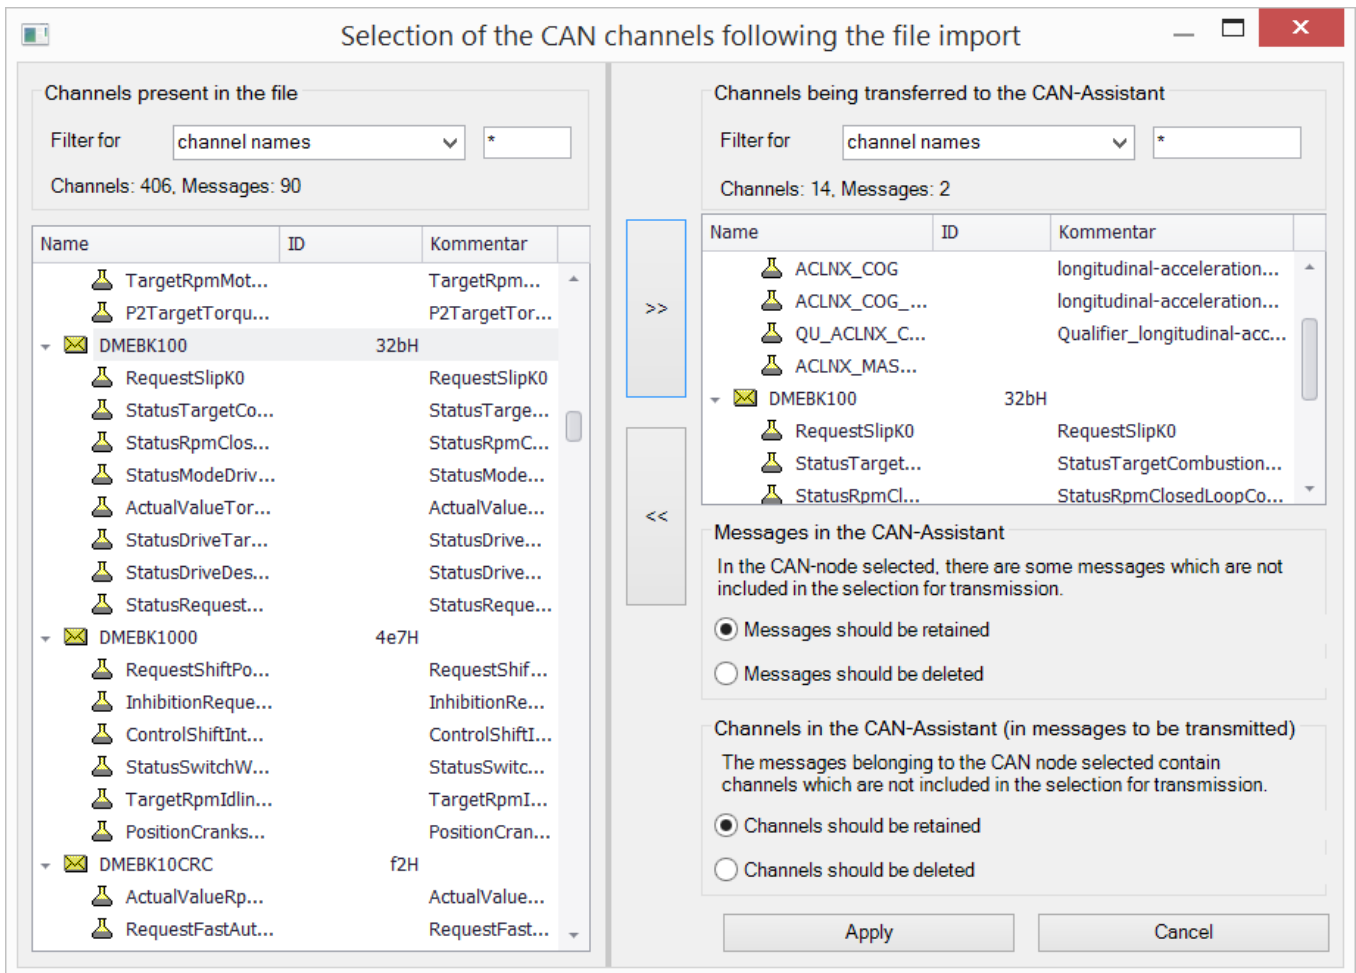 Selection of the CAN channels following the file import
Channels present in the file
Filter for channel names *
Channels: 406, Messages: 90
Name ID Kommentar
TargetRpmMot... TargetRpm...
P2TargetTorqu... P2TargetTor...
DMEBK100 32bH
RequestSlipK0 RequestSlipK0
StatusTargetCo... StatusTarge...
StatusRpmClos... StatusRpmC...
StatusModeDriv... StatusMode...
ActualValueTor... ActualValue...
StatusDriveTar... StatusDrive...
StatusDriveDes... StatusDrive...
StatusRequest... StatusReque...
DMEBK1000 4e7H
RequestShiftPo... RequestShif...
InhibitionReque... InhibitionRe...
ControlShiftInt... ControlShiftI...
StatusSwitchW... StatusSwitc...
TargetRpmIdlin... TargetRpmI...
PositionCranks... PositionCran...
DMEBK10CRC f2H
ActualValueRp... ActualValue...
RequestFastAut... RequestFast...
>>
<<
Channels being transferred to the CAN-Assistant
Filter for channel names *
Channels: 14, Messages: 2
Name ID Kommentar
ACLNX_COG longitudinal-acceleration...
ACLNX_COG_... longitudinal-acceleration...
QU_ACLNX_C... Qualifier_longitudinal-acc...
ACLNX_MAS...
DMEBK100 32bH
RequestSlipK0 RequestSlipK0
StatusTarget... StatusTargetCombustion...
StatusRpmCl... StatusRpmClosedLoopCo...
Messages in the CAN-Assistant
In the CAN-node selected, there are some messages which are not
included in the selection for transmission.
Messages should be retained
Messages should be deleted
Channels in the CAN-Assistant (in messages to be transmitted)
The messages belonging to the CAN node selected contain
channels which are not included in the selection for transmission.
Channels should be retained
Channels should be deleted
Apply Cancel